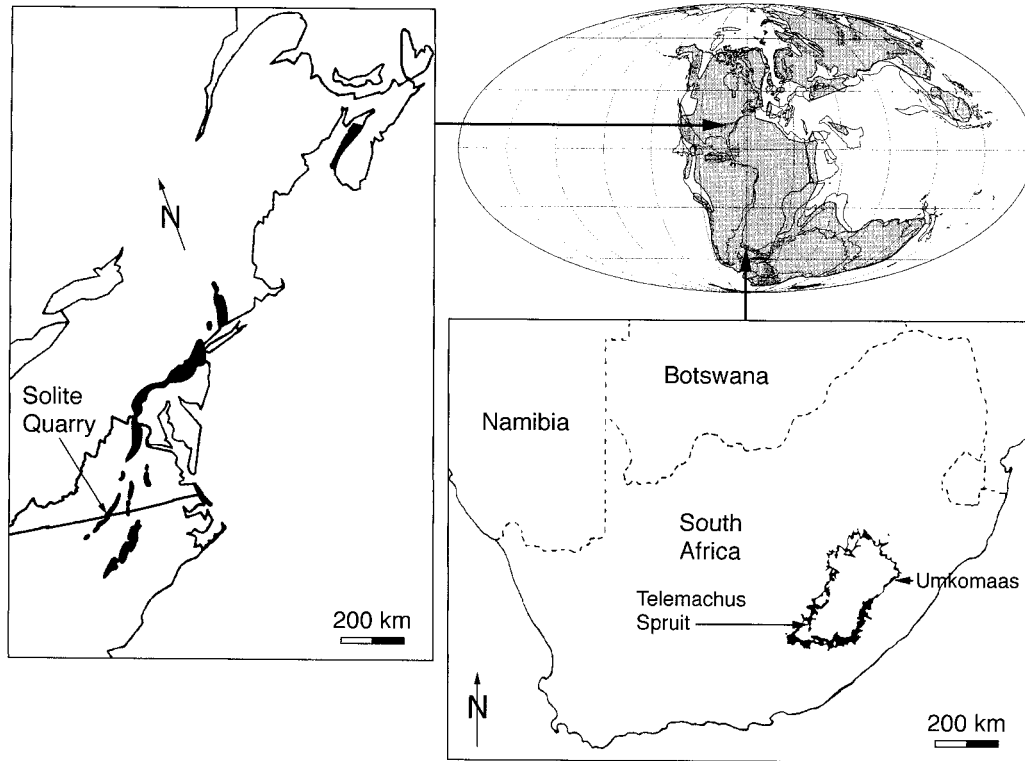 N
Solite
Quarry
200 km
Botswana
Namibia
South
Africa
Umkomaas
Telemachus
Spruit
N
200 km